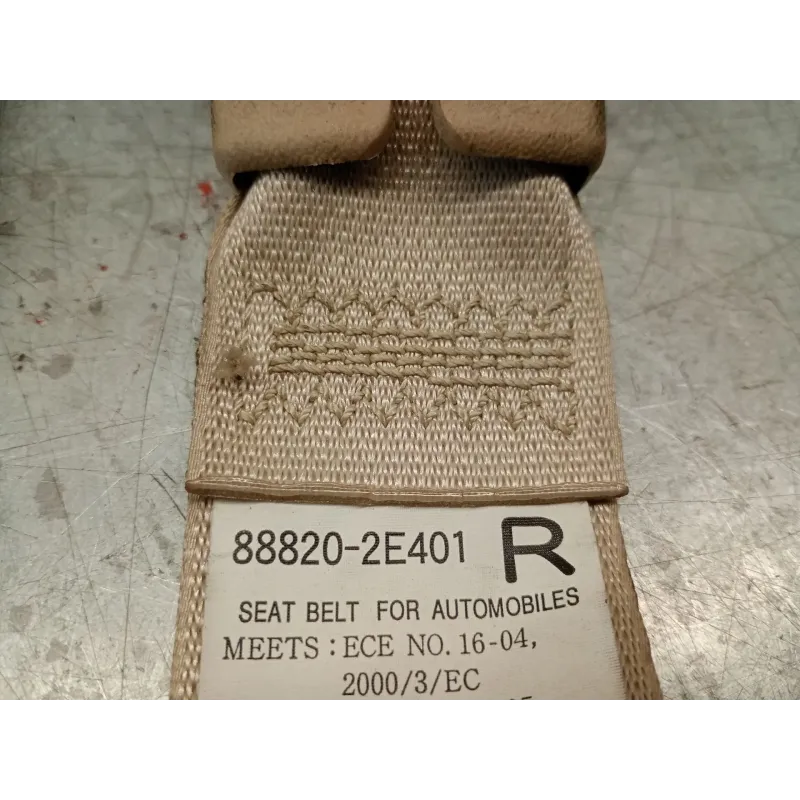 88820-2E401 R
SEAT BELT FOR AUTOMOBILES
MEETS : ECE NO. 16-04,
2000/3/EC